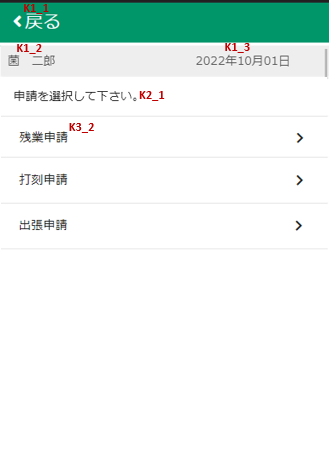 K1_1
戻る
K1_2 K1_3
菌　二郎 2022年10月01日
申請を選択して下さい。K2_1
残業申請 K3_2
打刻申請
出張申請